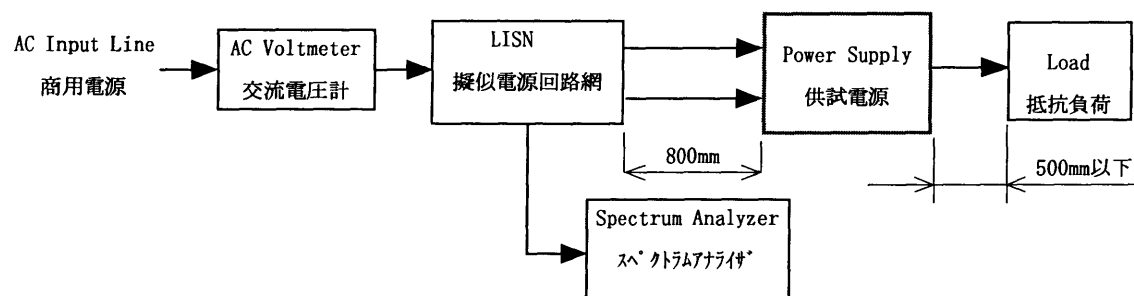 AC Input Line
商用電源
AC Voltmeter
交流電圧計
LISN
擬似電源回路網
Power Supply
供試電源
Load
抵抗負荷
800mm
500mm以下
Spectrum Analyzer
ｽﾍﾟｸﾄﾗﾑｱﾅﾗｲｻﾞ